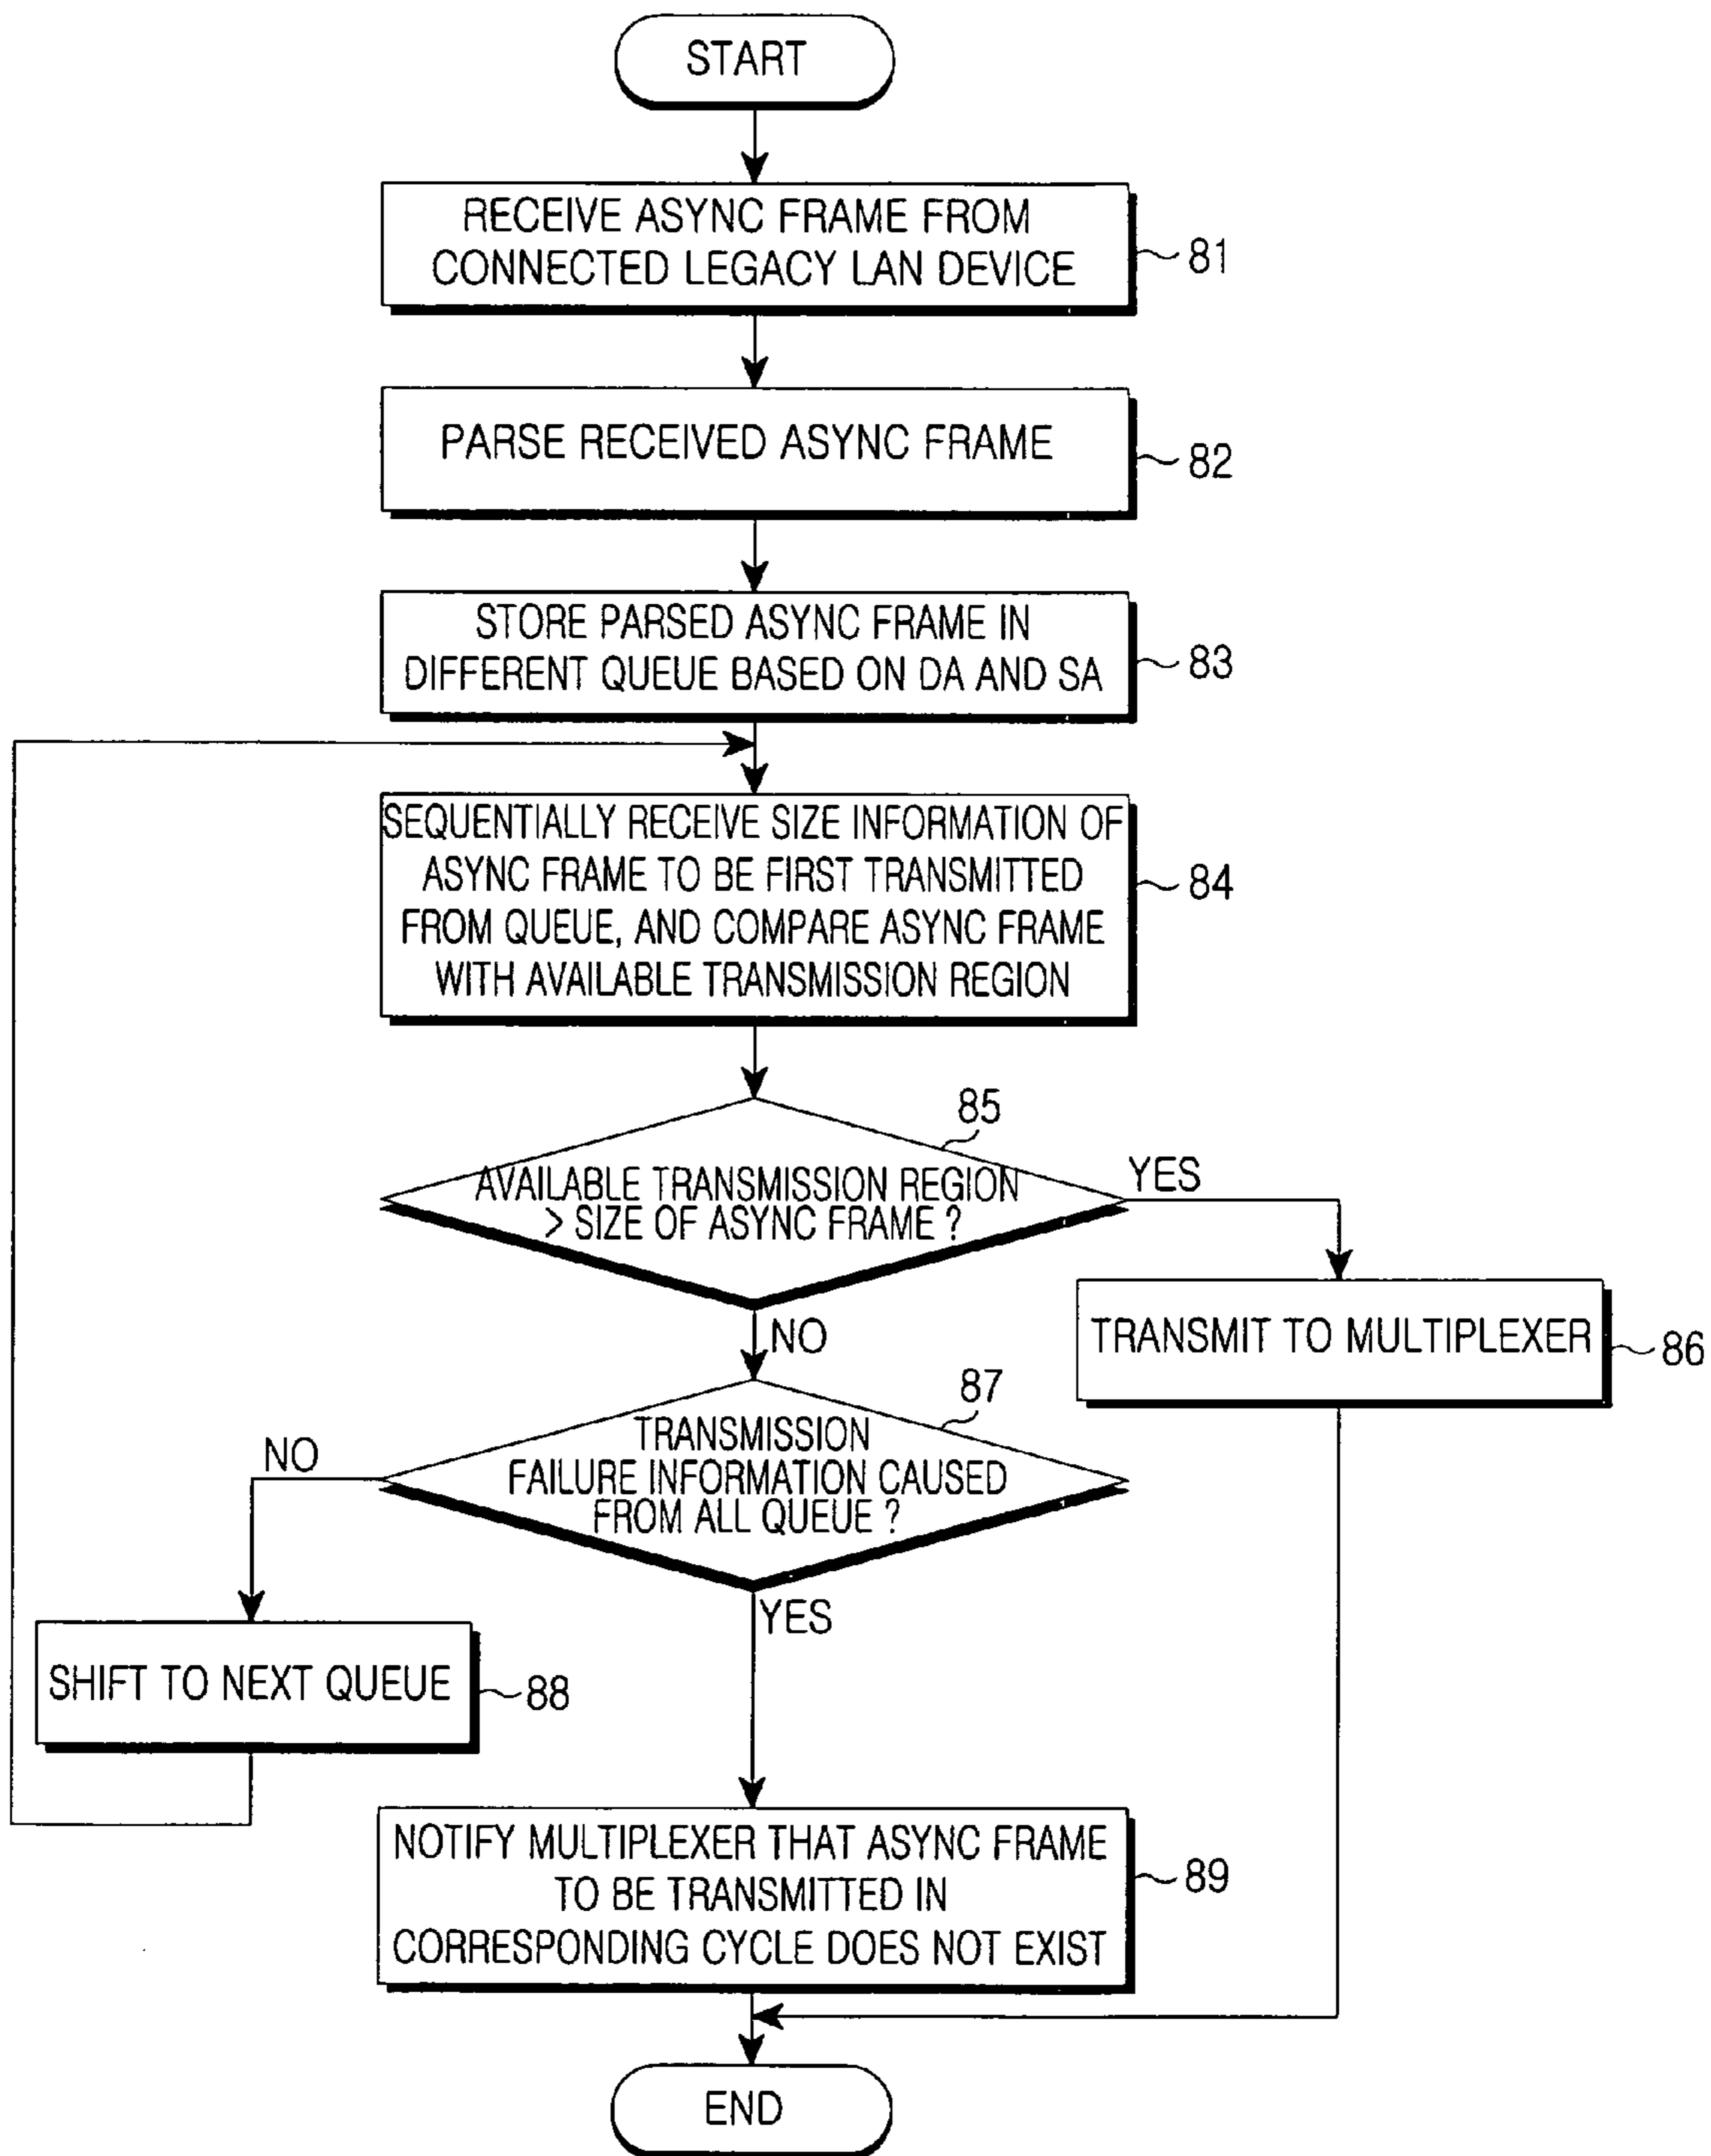 START
RECEIVE ASYNC FRAME FROM
CONNECTED LEGACY LAN DEVICE
81
PARSE RECEIVED ASYNC FRAME
82
STORE PARSED ASYNC FRAME IN
DIFFERENT QUEUE BASED ON DA AND SA
83
SEQUENTIALLY RECEIVE SIZE INFORMATION OF
ASYNC FRAME TO BE FIRST TRANSMITTED
FROM QUEUE, AND COMPARE ASYNC FRAME
WITH AVAILABLE TRANSMISSION REGION
84
85
AVAILABLE TRANSMISSION REGION
> SIZE OF ASYNC FRAME ?
YES
NO
TRANSMIT TO MULTIPLEXER
86
87
TRANSMISSION
FAILURE INFORMATION CAUSED
FROM ALL QUEUE ?
NO
YES
SHIFT TO NEXT QUEUE
88
NOTIFY MULTIPLEXER THAT ASYNC FRAME
TO BE TRANSMITTED IN
CORRESPONDING CYCLE DOES NOT EXIST
89
END